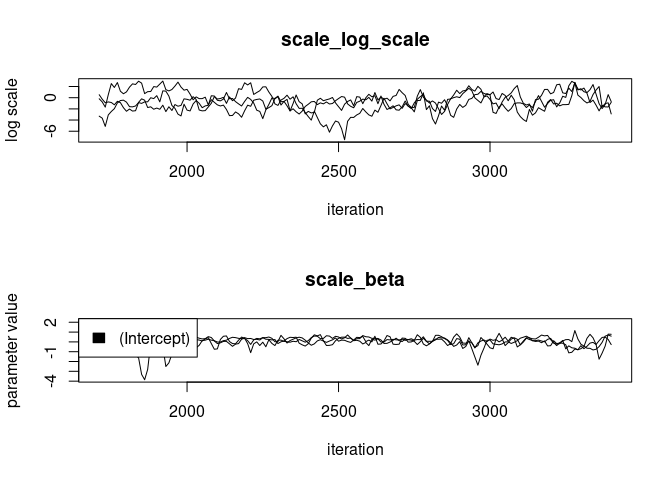 scale_log_scale
log scale
0
-6
2000 2500 3000
iteration
scale_beta
parameter value
2
-1
-4
(Intercept)
2000 2500 3000
iteration